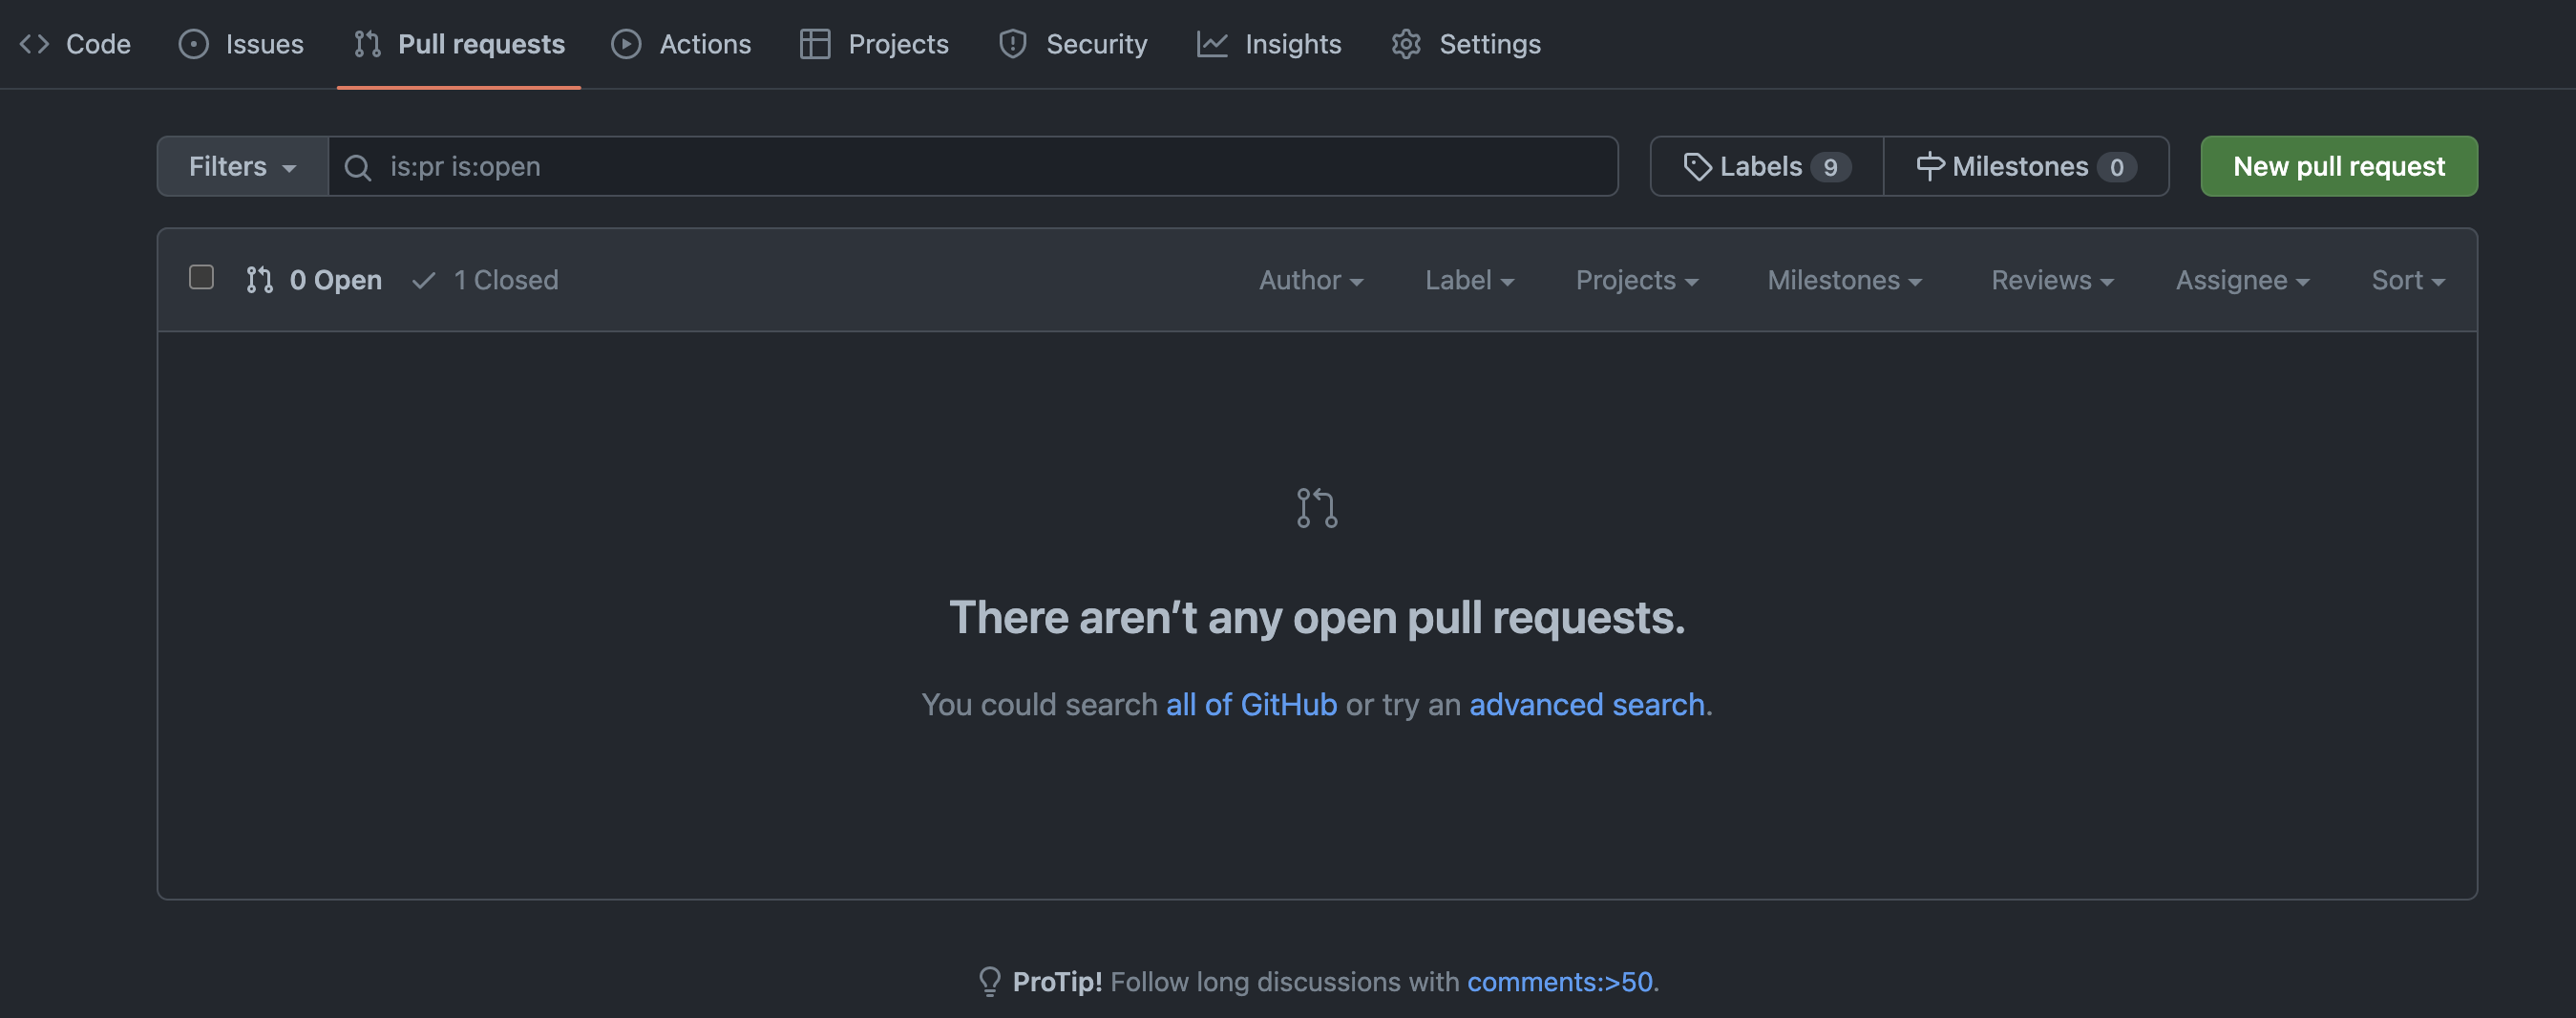 Code Issues Pull requests Actions Projects Security Insights Settings
Filters is:pr is:open Labels 9 Milestones 0 New pull request
0 Open 1 Closed Author Label Projects Milestones Reviews Assignee Sort
There aren’t any open pull requests.
You could search all of GitHub or try an advanced search.
ProTip! Follow long discussions with comments:>50.